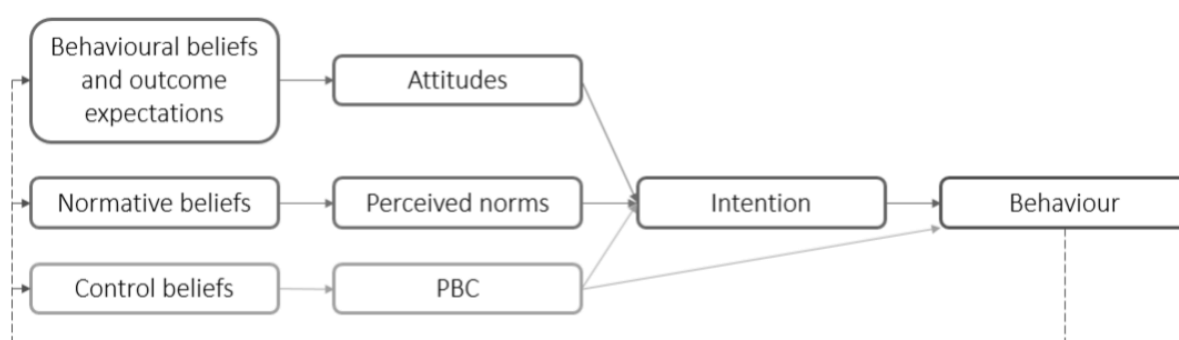 Behavioural beliefs
and outcome
expectations
Attitudes
Normative beliefs
Perceived norms
Intention
Behaviour
Control beliefs
PBC